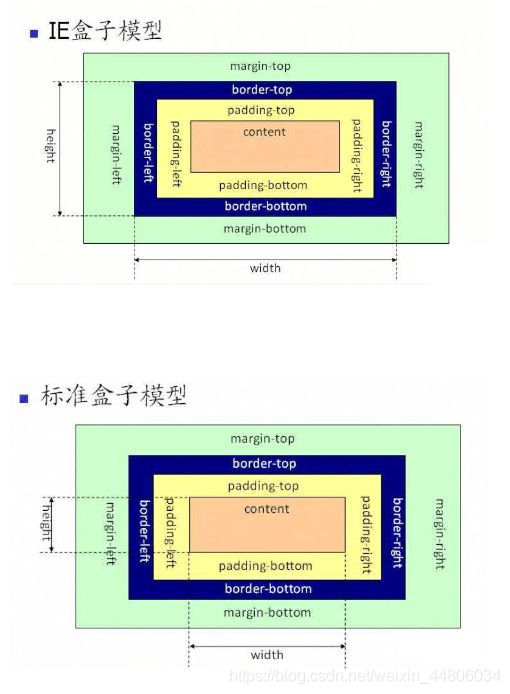 IE盒子模型
margin-top
border-top
padding-top
content
height
margin-left
border-left
padding-left
padding-right
border-right
margin-right
padding-bottom
border-bottom
margin-bottom
width
标准盒子模型
margin-top
border-top
padding-top
content
height
margin-left
border-left
padding-left
padding-right
border-right
margin-right
padding-bottom
border-bottom
margin-bottom
width
https://blog.csdn.net/weixin_44806034